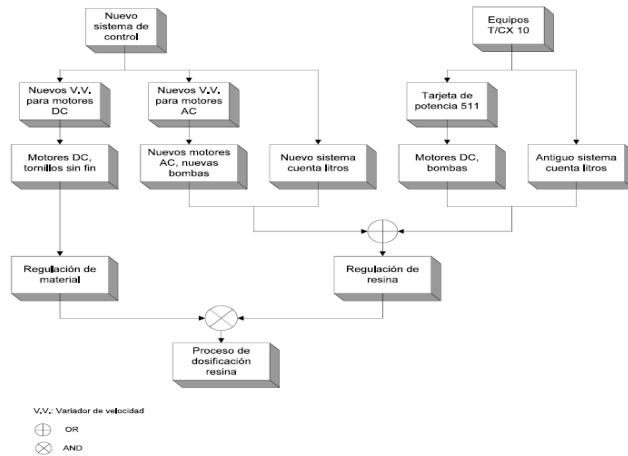 Nuevo sistema de
control
Equipos
T/CX 10
Nuevos V.V.
para motores
DC
Nuevos V.V.
para motores
AC
Tarjeta de
potencia 511
Motores DC,
tornillos sin fin
Nuevos motores
AC, nuevas
bombas
Nuevo sistema
cuenta litros
Motores DC,
bombas
Antiguo sistema
cuenta litros
Regulación de
material
Regulación de
resina
Proceso de
dosificación
resina
V.V.: Variador de velocidad
OR
AND